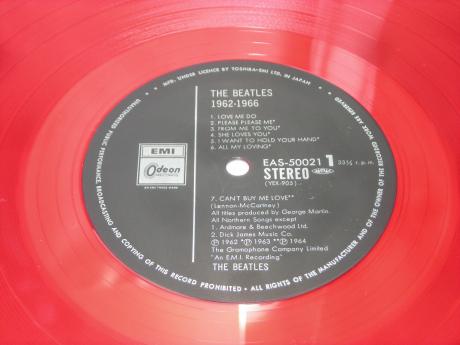 MFD. UNDER LICENCE BY TOSHIBA-EMI LTD. IN JAPAN
THE BEATLES
1962-1966
1. LOVE ME DO
2. PLEASE PLEASE ME*
3. FROM ME TO YOU*
4. SHE LOVES YOU*
5. I WANT TO HOLD YOUR HAND*
6. ALL MY LOVING*
EMI
Odeon
EAS-50021 1 33⅓ r.p.m.
STEREO
(YEX-905)
7. CAN'T BUY ME LOVE**
(Lennon-McCartney)
All titles produced by George Martin.
All Northern Songs except
1. Ardmore & Beechwood Ltd.
2. Dick James Music Co.
Ⓟ 1962 *Ⓟ 1963 **Ⓟ 1964
The Gramophone Company Limited
"An E.M.I. Recording"
THE BEATLES
UNAUTHORIZED PUBLIC PERFORMANCE, BROADCASTING AND COPYING OF THIS RECORD PROHIBITED • ALL RIGHTS OF THE MANUFACTURER AND OF THE OWNER OF THE RECORDED WORK ARE RESERVED